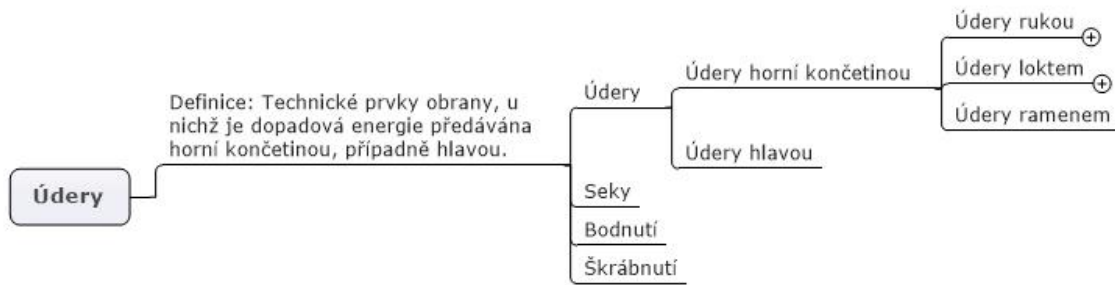 Údery
Definice: Technické prvky obrany, u
nichž je dopadová energie předávána
horní končetinou, případně hlavou.
Údery
Údery horní končetinou
Údery rukou
Údery loktem
Údery ramenem
Údery hlavou
Seky
Bodnutí
Škrábnutí